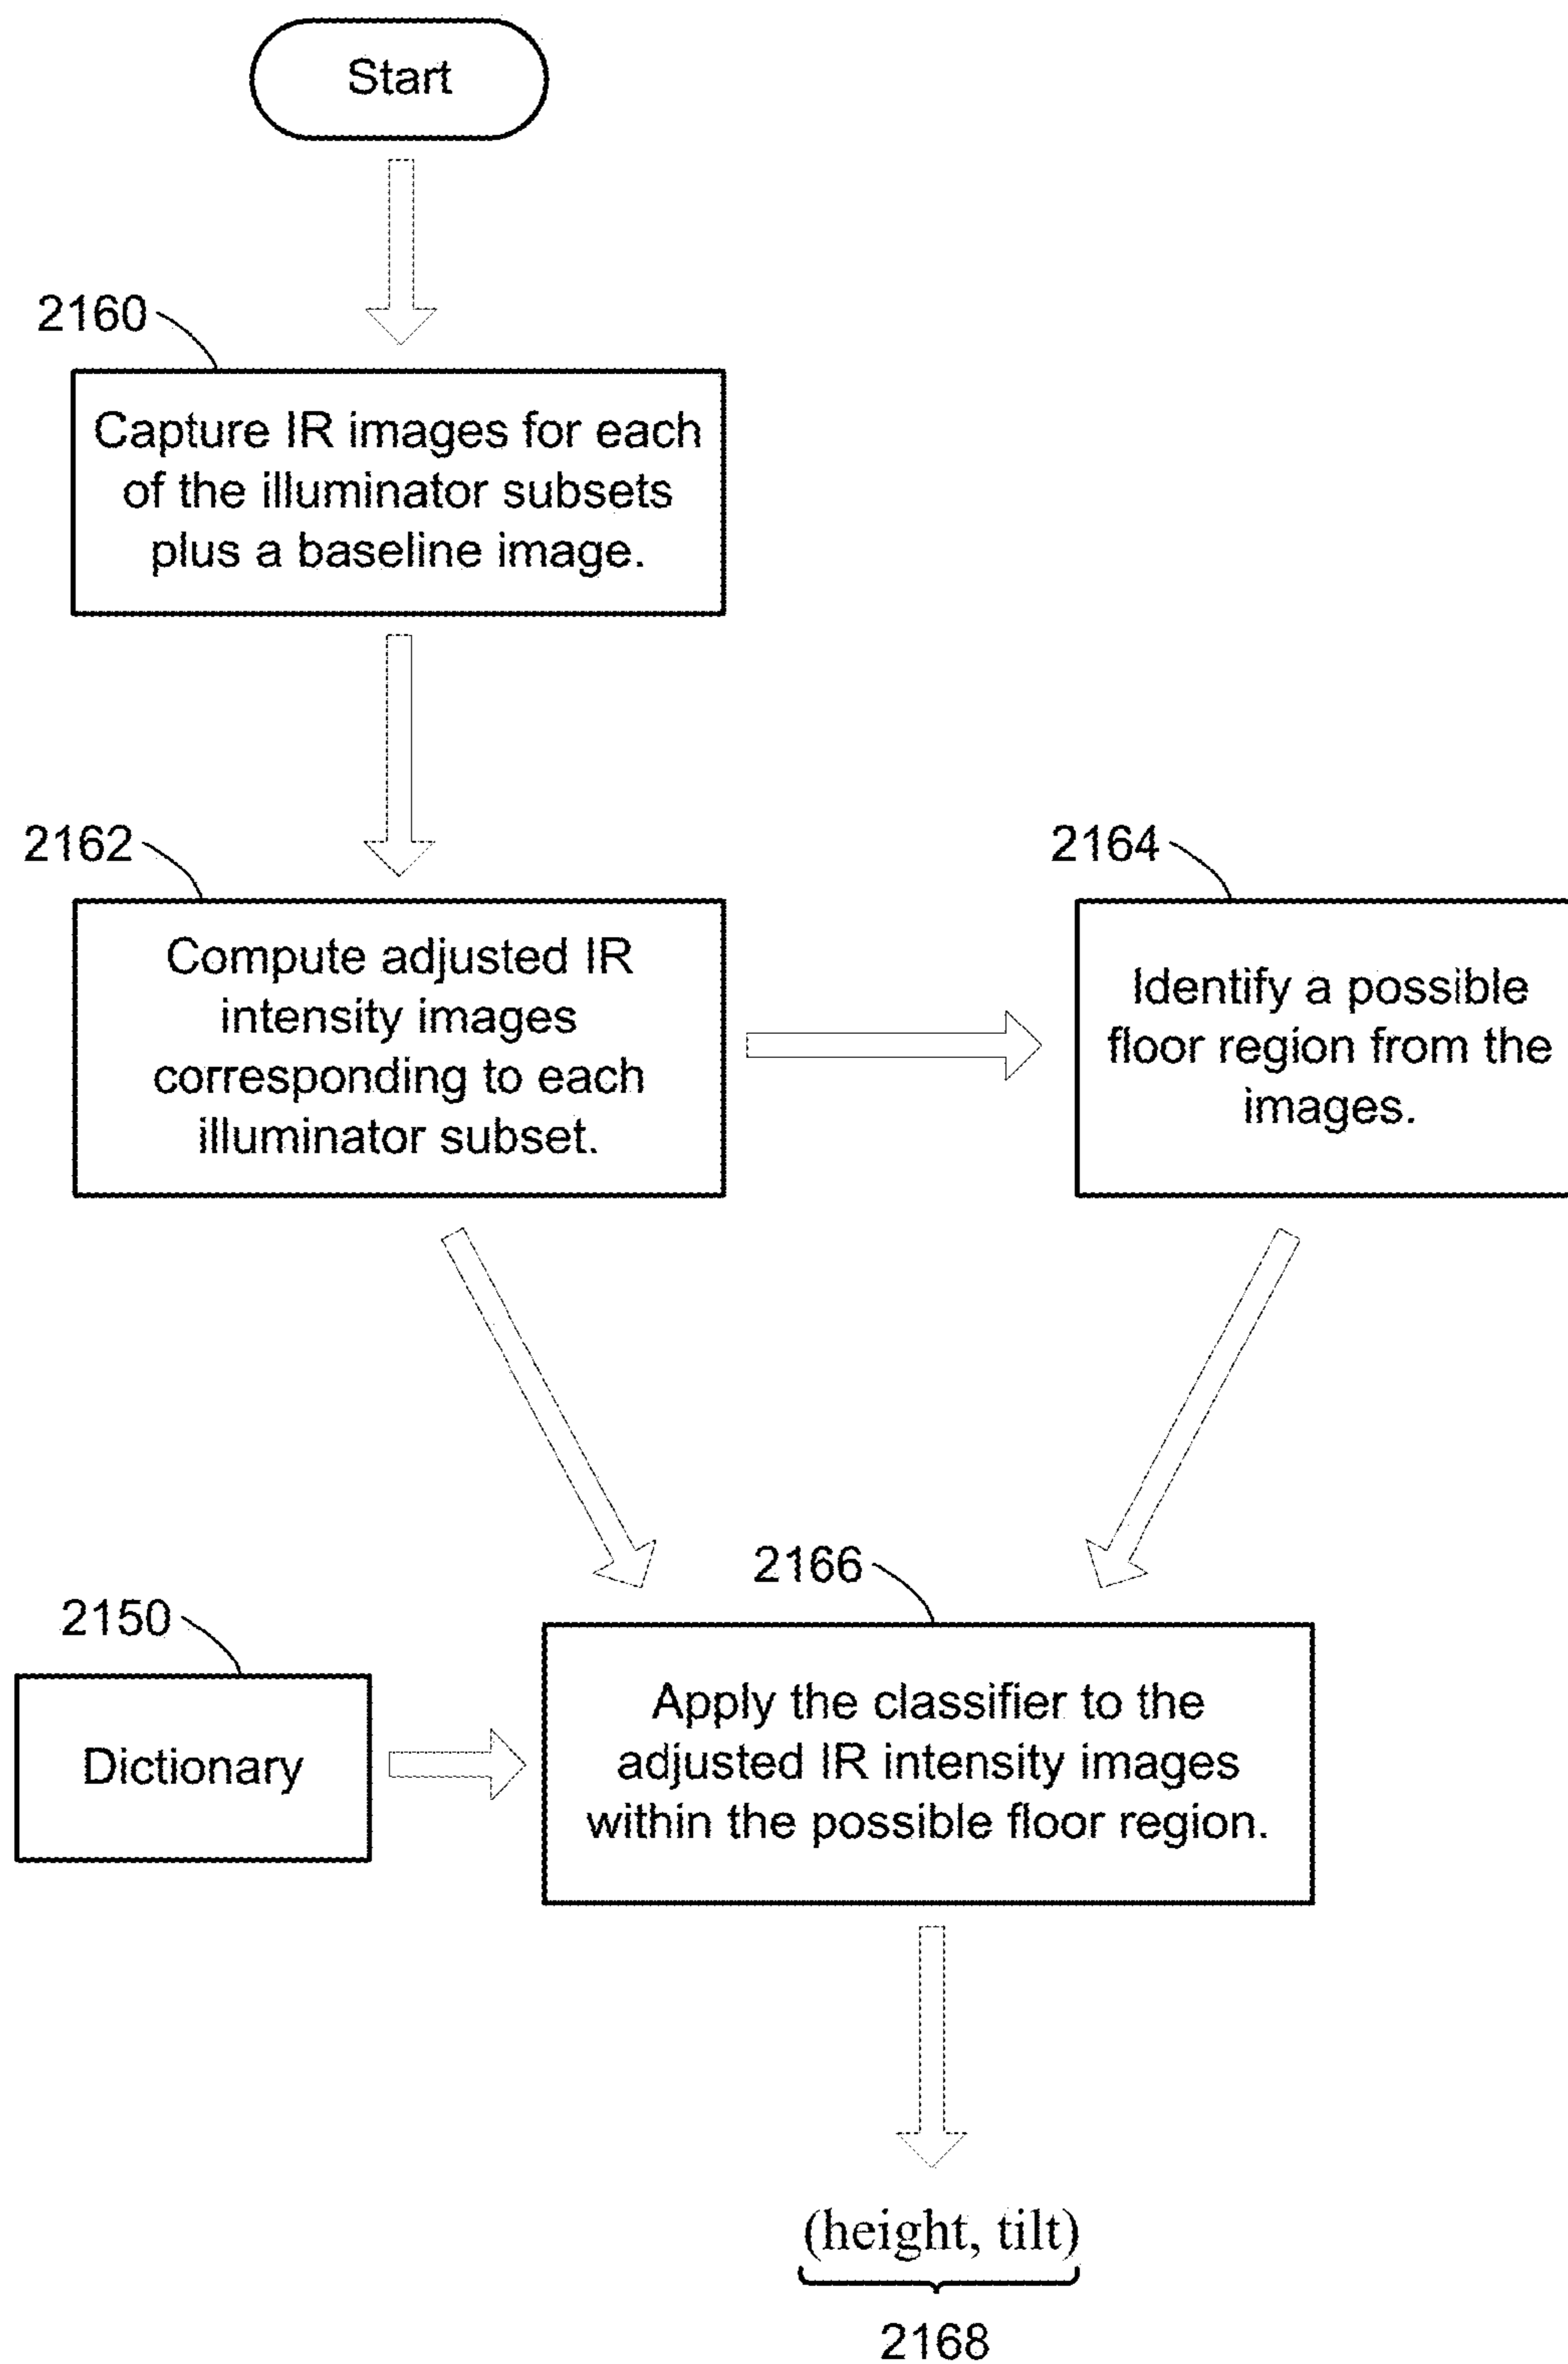 Start
2160
Capture IR images for each
of the illuminator subsets
plus a baseline image.
2162
Compute adjusted IR
intensity images
corresponding to each
illuminator subset.
2164
Identify a possible
floor region from the
images.
2166
Apply the classifier to the
adjusted IR intensity images
within the possible floor region.
2150
Dictionary
(height, tilt)
2168